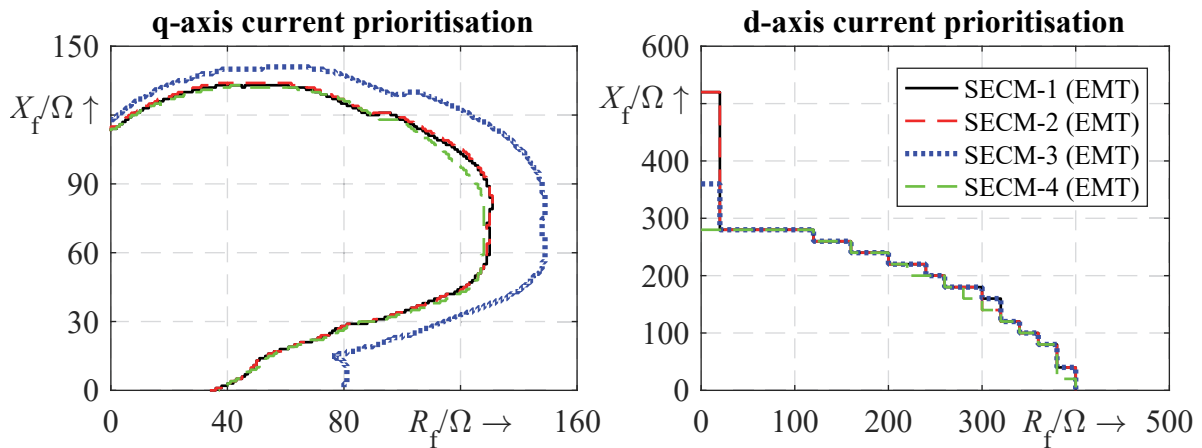 q-axis current prioritisation
150
X_f/Ω ↑
90
60
30
0
0
40
80
R_f/Ω →
160
d-axis current prioritisation
600
X_f/Ω ↑
400
300
200
100
0
0
100
200
300
R_f/Ω →
500
SECM-1 (EMT)
SECM-2 (EMT)
SECM-3 (EMT)
SECM-4 (EMT)